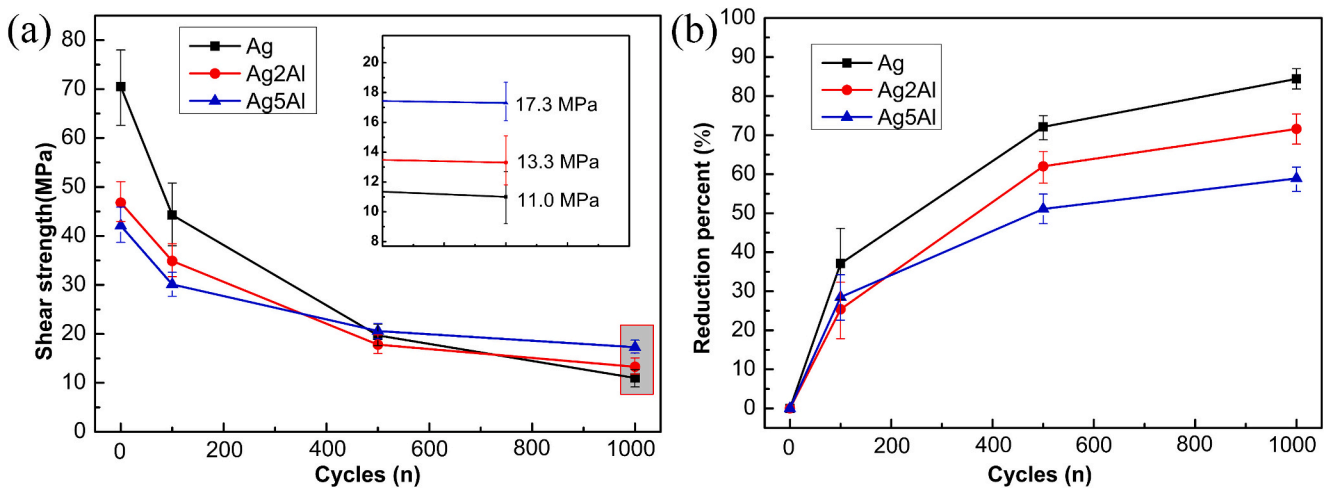 (a)
Shear strength(MPa)
80
70
60
50
40
30
20
10
0
Ag
Ag2Al
Ag5Al
20
18
16
14
12
10
8
17.3 MPa
13.3 MPa
11.0 MPa
0
200
400
600
800
1000
Cycles (n)
(b)
Reduction percent (%)
100
90
80
70
60
50
40
30
20
10
0
Ag
Ag2Al
Ag5Al
0
200
400
600
800
1000
Cycles (n)